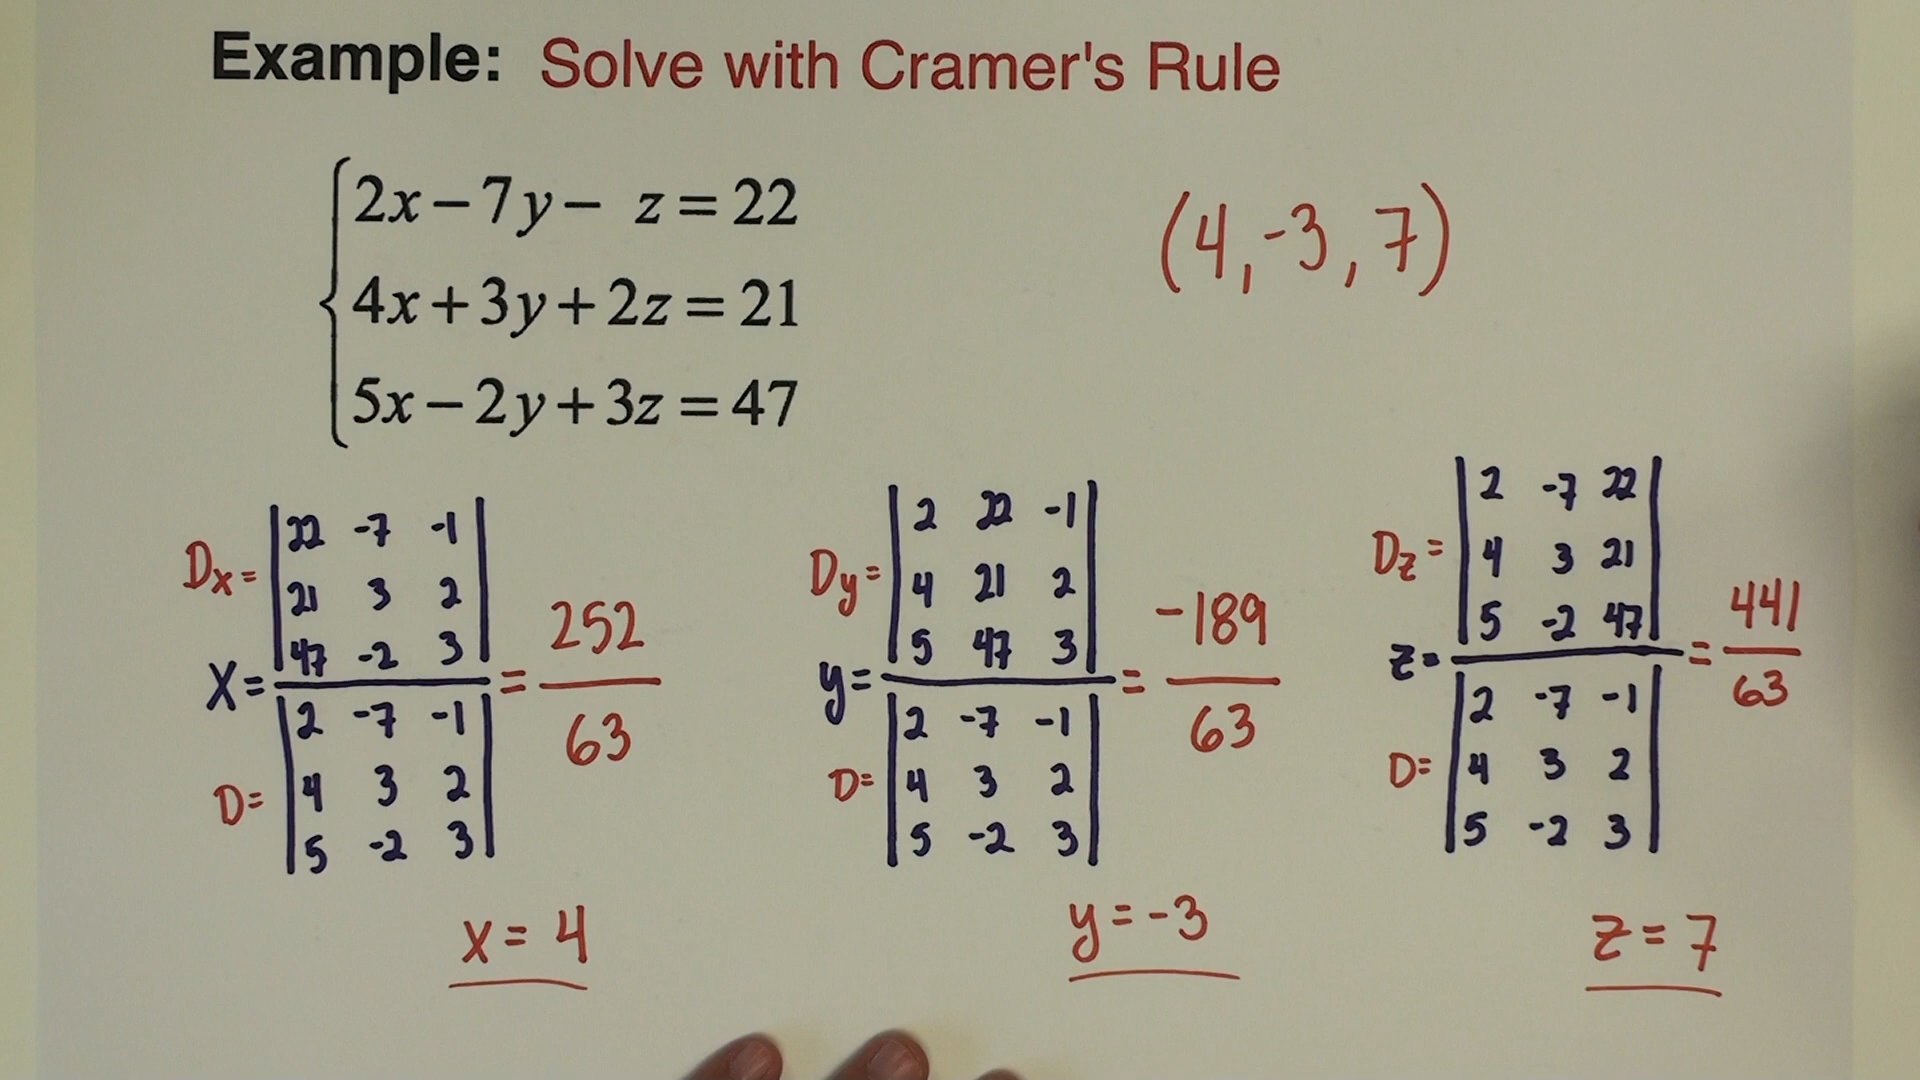 Example: Solve with Cramer's Rule
2x − 7y − z = 22
4x + 3y + 2z = 21
5x − 2y + 3z = 47
(4, -3, 7)
Dx = |22 -7 -1|
|21 3 2|
|47 -2 3|
x = = 252/63
D = |2 -7 -1|
|4 3 2|
|5 -2 3|
x = 4
Dy = |2 22 -1|
|4 21 2|
|5 47 3|
y = = -189/63
D = |2 -7 -1|
|4 3 2|
|5 -2 3|
y = -3
Dz = |2 -7 22|
|4 3 21|
|5 -2 47|
z = = 441/63
D = |2 -7 -1|
|4 3 2|
|5 -2 3|
z = 7